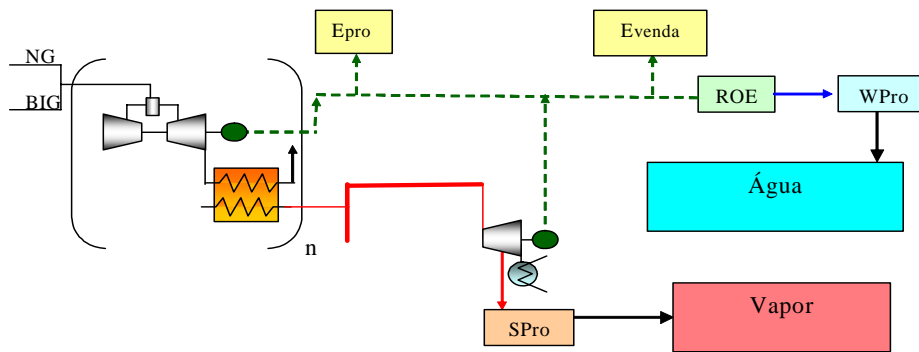 Epro
Evenda
NG
BIG
ROE
WPro
Água
n
SPro
Vapor